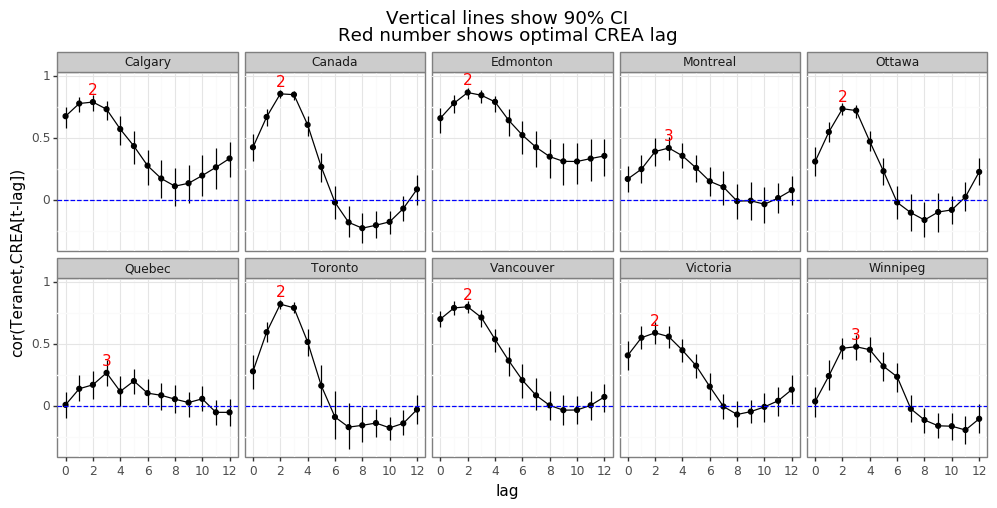 Vertical lines show 90% CI
Red number shows optimal CREA lag
Calgary
Canada
Edmonton
Montreal
Ottawa
2
2
2
3
2
1
0.5
0
Quebec
Toronto
Vancouver
Victoria
Winnipeg
3
2
2
2
3
1
0.5
0
cor(Teranet,CREA[t-lag])
0 2 4 6 8 10 12
0 2 4 6 8 10 12
0 2 4 6 8 10 12
0 2 4 6 8 10 12
0 2 4 6 8 10 12
lag